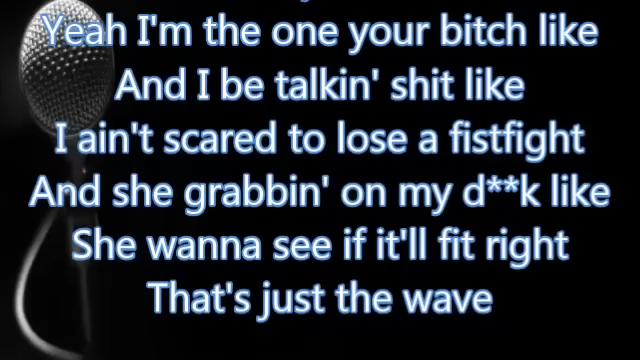 Yeah I'm the one your bitch like
And I be talkin' shit like
I ain't scared to lose a fistfight
And she grabbin' on my d**k like
She wanna see if it'll fit right
That's just the wave